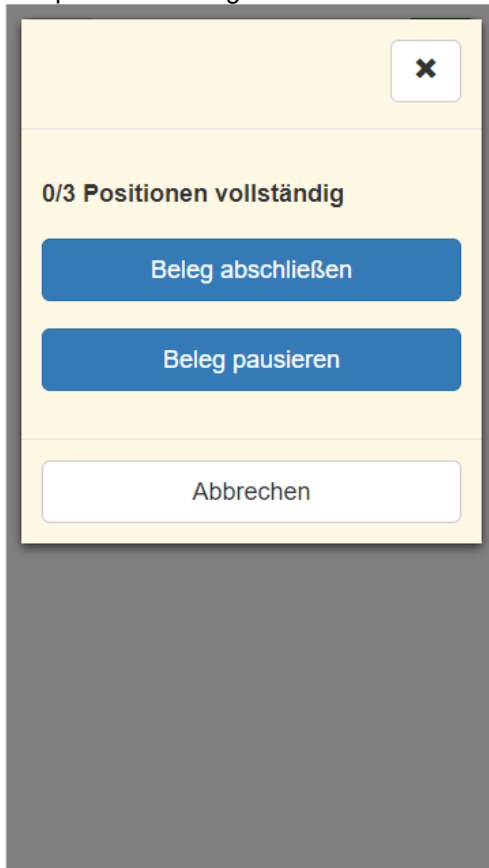 ✖
0/3 Positionen vollständig
Beleg abschließen
Beleg pausieren
Abbrechen